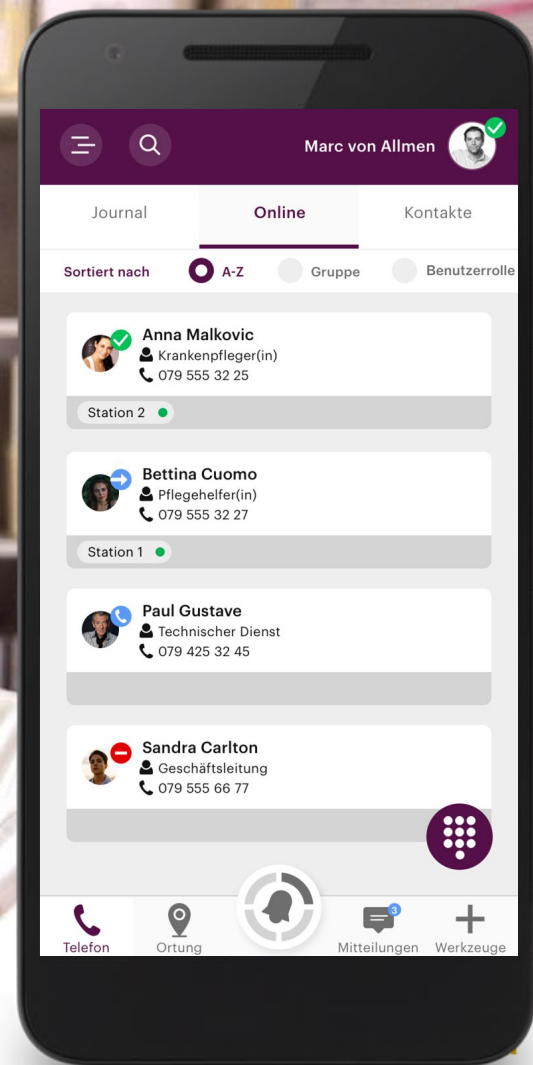 Marc von Allmen
Journal
Online
Kontakte
Sortiert nach
A-Z
Gruppe
Benutzerrolle
Anna Malkovic
Krankenpfleger(in)
079 555 32 25
Station 2
Bettina Cuomo
Pflegehelfer(in)
079 555 32 27
Station 1
Paul Gustave
Technischer Dienst
079 425 32 45
Sandra Carlton
Geschäftsleitung
079 555 66 77
3
Telefon
Ortung
Mitteilungen
Werkzeuge